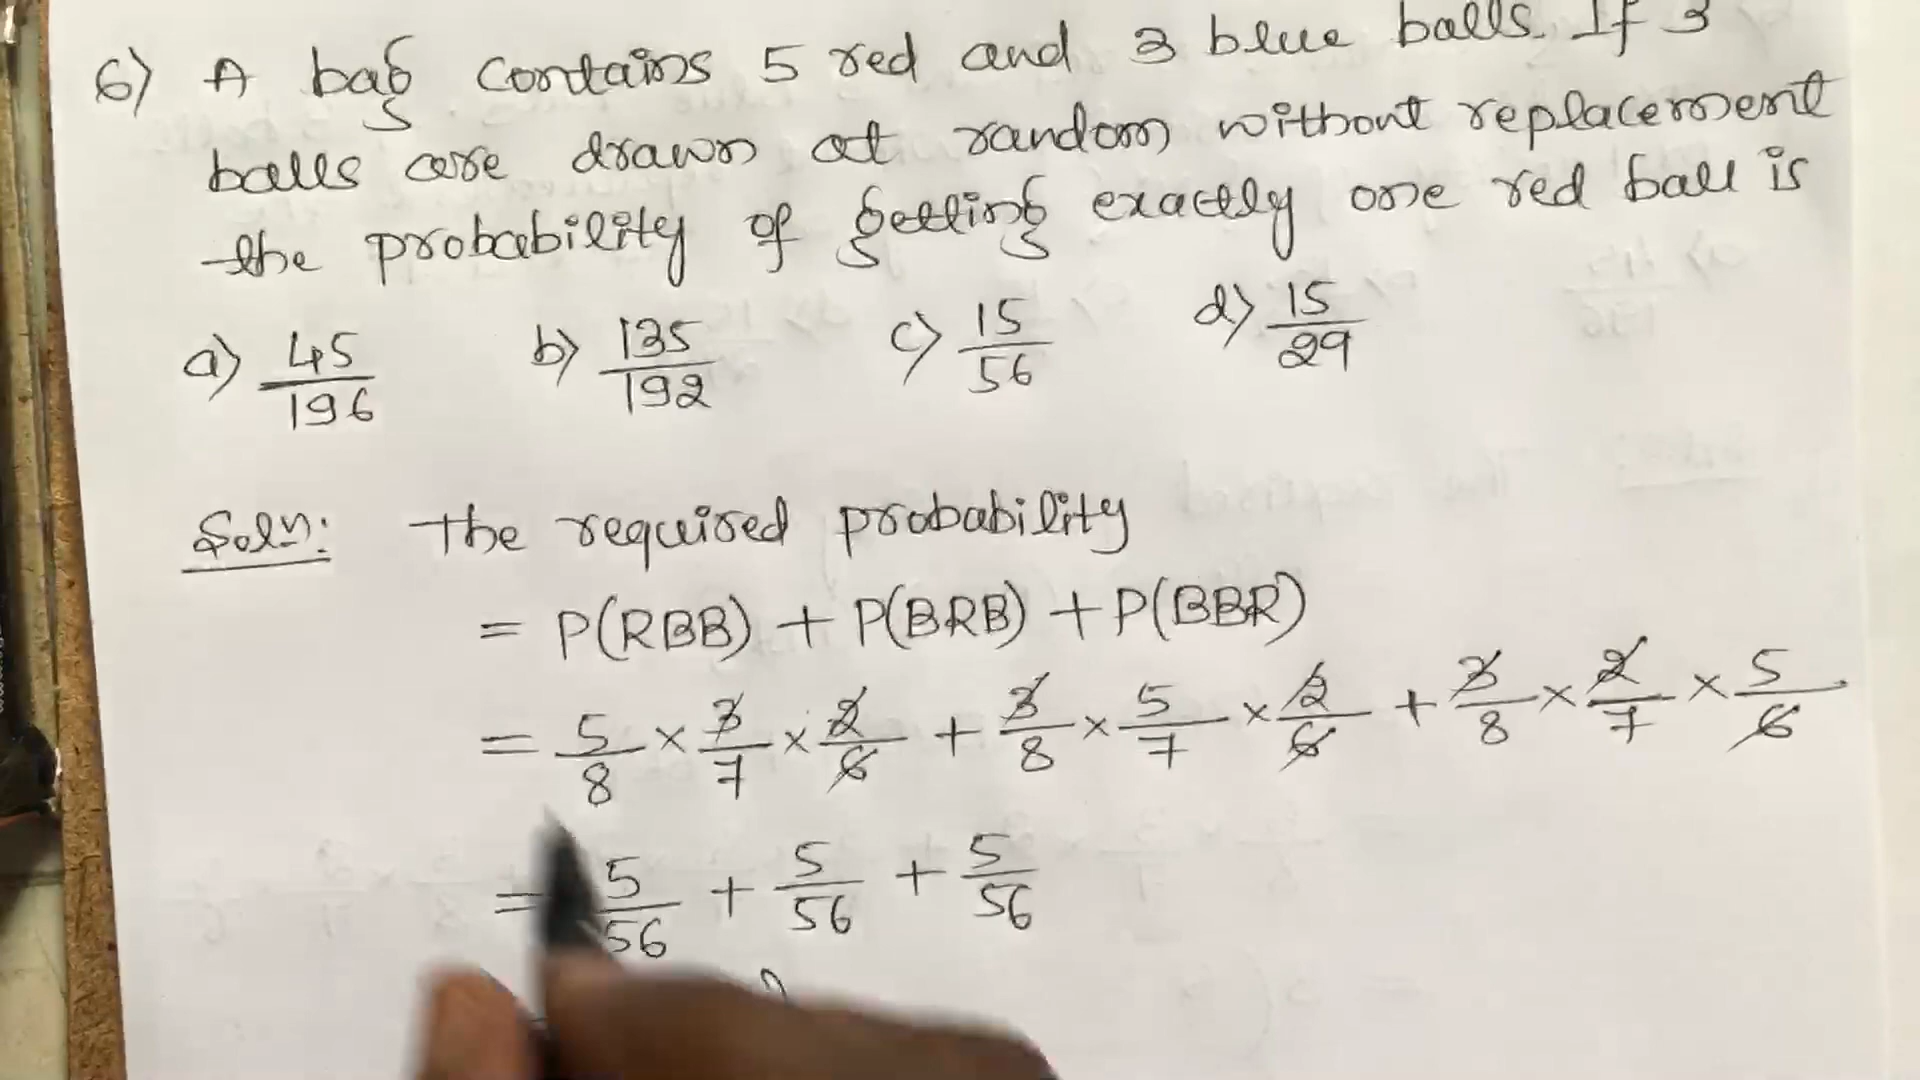 6) A bag contains 5 red and 3 blue balls. If 3
balls are drawn at random without replacement
the probability of getting exactly one red ball is
a) 45/196 b) 135/192 c) 15/56 d) 15/29
Soln: The required probability
= P(RBB) + P(BRB) + P(BBR)
= 5/8 × 3/7 × 2/6 + 3/8 × 5/7 × 2/6 + 3/8 × 2/7 × 5/6
= 5/56 + 5/56 + 5/56